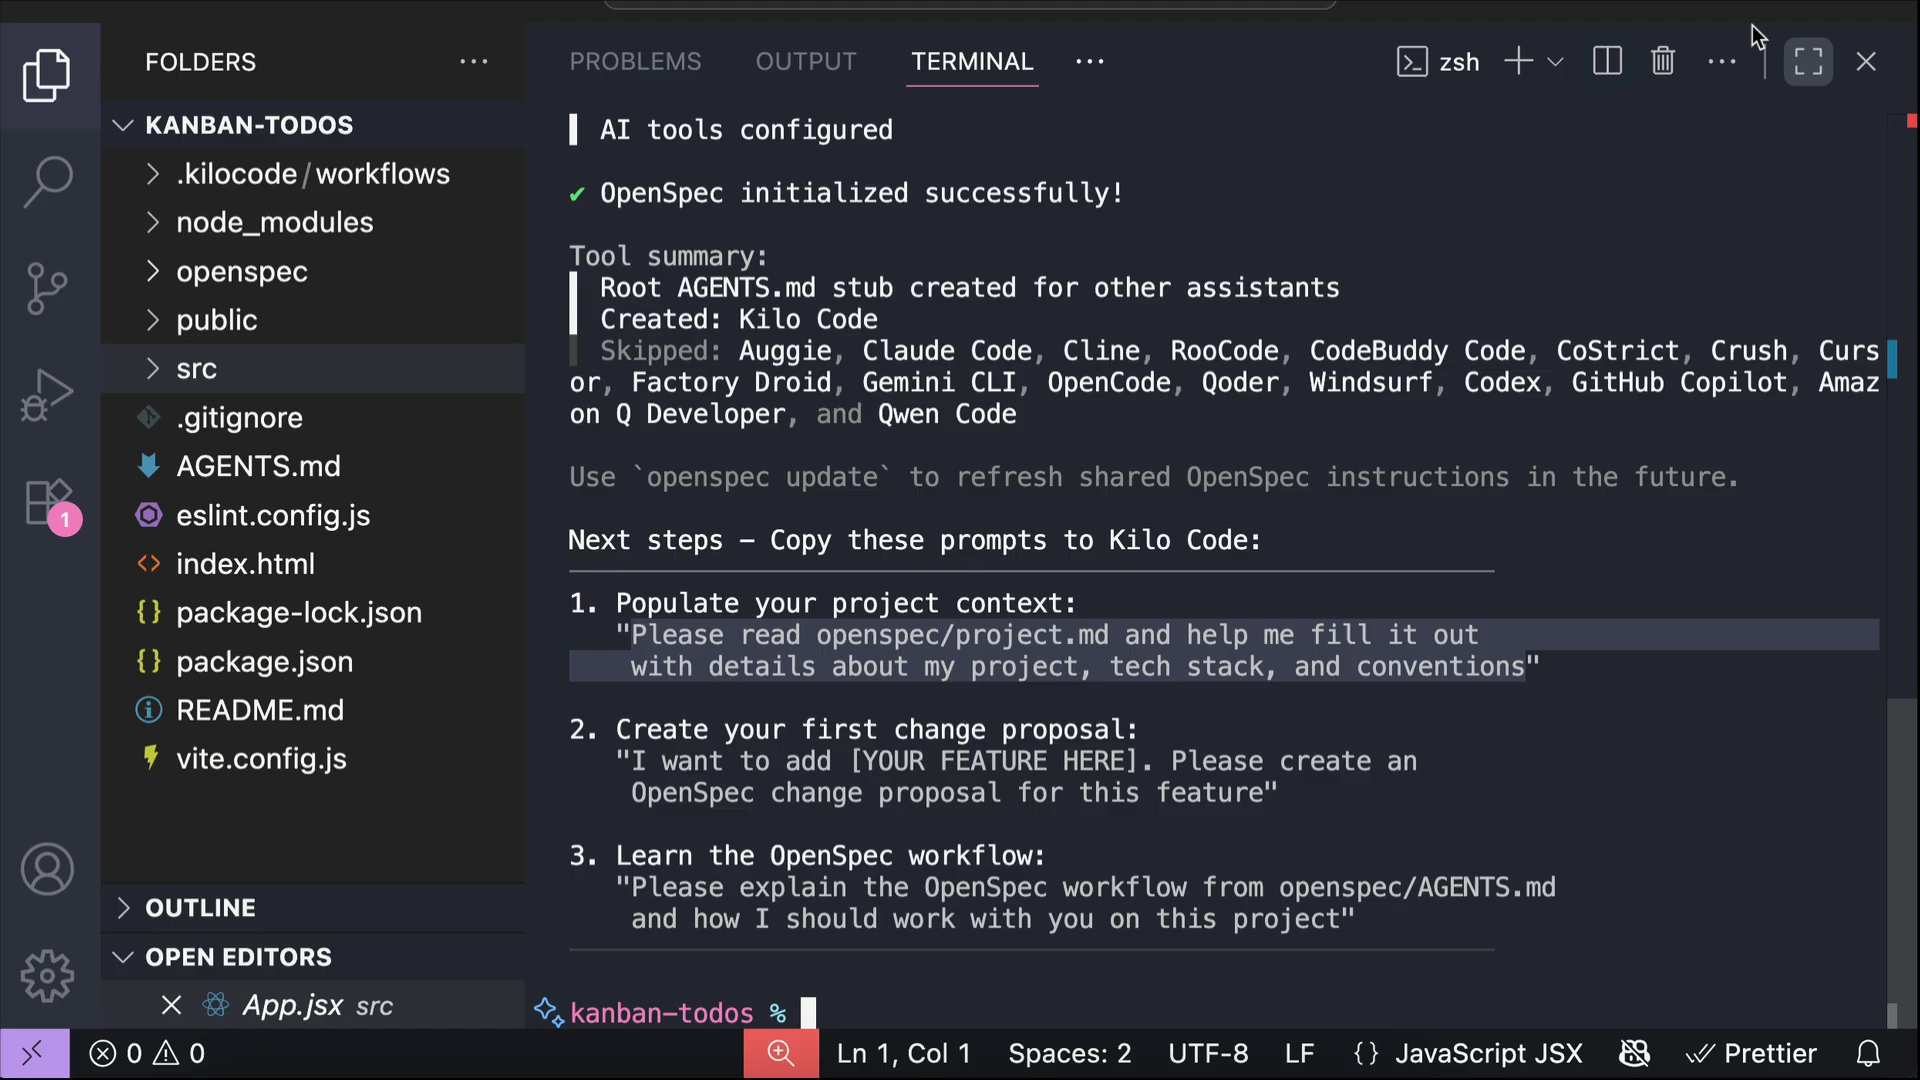 FOLDERS
KANBAN-TODOS
.kilocode/workflows
node_modules
openspec
public
src
.gitignore
AGENTS.md
eslint.config.js
index.html
package-lock.json
package.json
README.md
vite.config.js
1
OUTLINE
OPEN EDITORS
App.jsx src
PROBLEMS OUTPUT TERMINAL
zsh
AI tools configured
✔ OpenSpec initialized successfully!
Tool summary:
Root AGENTS.md stub created for other assistants
Created: Kilo Code
Skipped: Auggie, Claude Code, Cline, RooCode, CodeBuddy Code, CoStrict, Crush, Curs
or, Factory Droid, Gemini CLI, OpenCode, Qoder, Windsurf, Codex, GitHub Copilot, Amaz
on Q Developer, and Qwen Code
Use `openspec update` to refresh shared OpenSpec instructions in the future.
Next steps – Copy these prompts to Kilo Code:
1. Populate your project context:
"Please read openspec/project.md and help me fill it out
with details about my project, tech stack, and conventions"
2. Create your first change proposal:
"I want to add [YOUR FEATURE HERE]. Please create an
OpenSpec change proposal for this feature"
3. Learn the OpenSpec workflow:
"Please explain the OpenSpec workflow from openspec/AGENTS.md
and how I should work with you on this project"
kanban-todos %
0 0
Ln 1, Col 1 Spaces: 2 UTF-8 LF {} JavaScript JSX Prettier